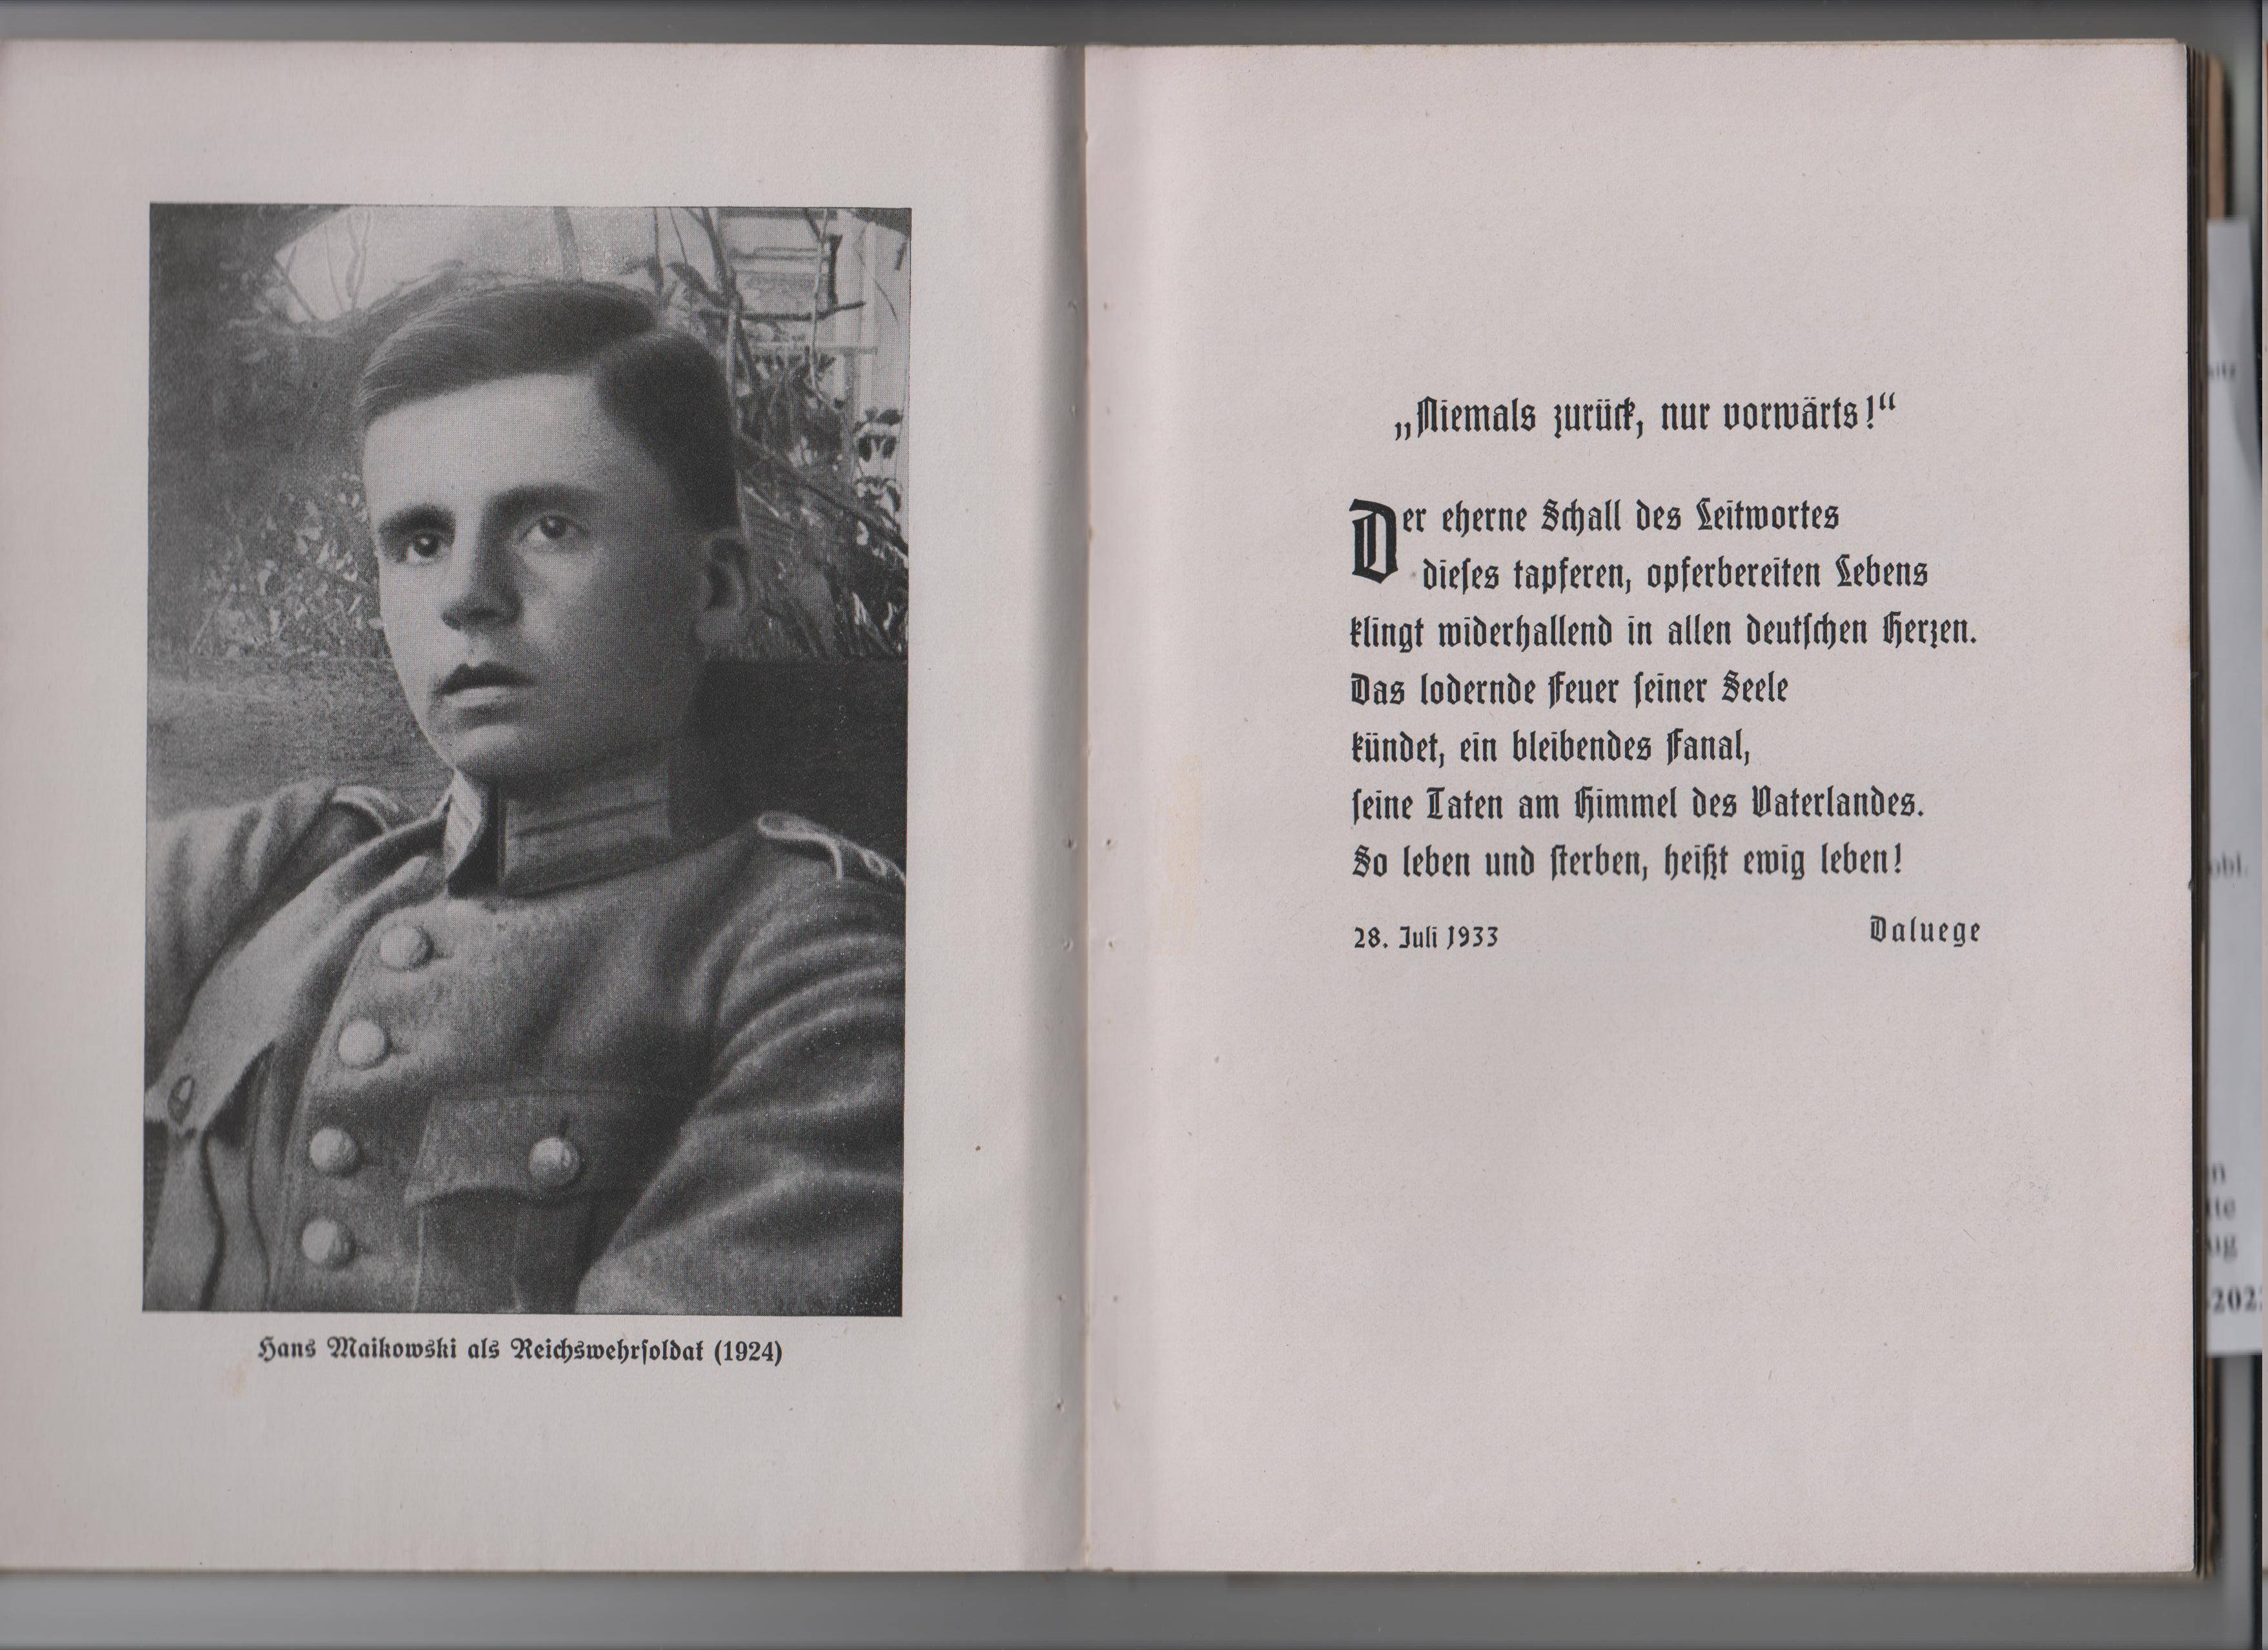 Hans Maikowski als Reichswehrſoldat (1924)
„Niemals zurück, nur vorwärts!“
Der eherne Schall des Leitwortes
dieſes tapferen, opferbereiten Lebens
klingt widerhallend in allen deutſchen Herzen.
Das lodernde Feuer ſeiner Seele
kündet, ein bleibendes Fanal,
ſeine Taten am Himmel des Vaterlandes.
So leben und ſterben, heißt ewig leben!
28. Juli 1933 Daluege